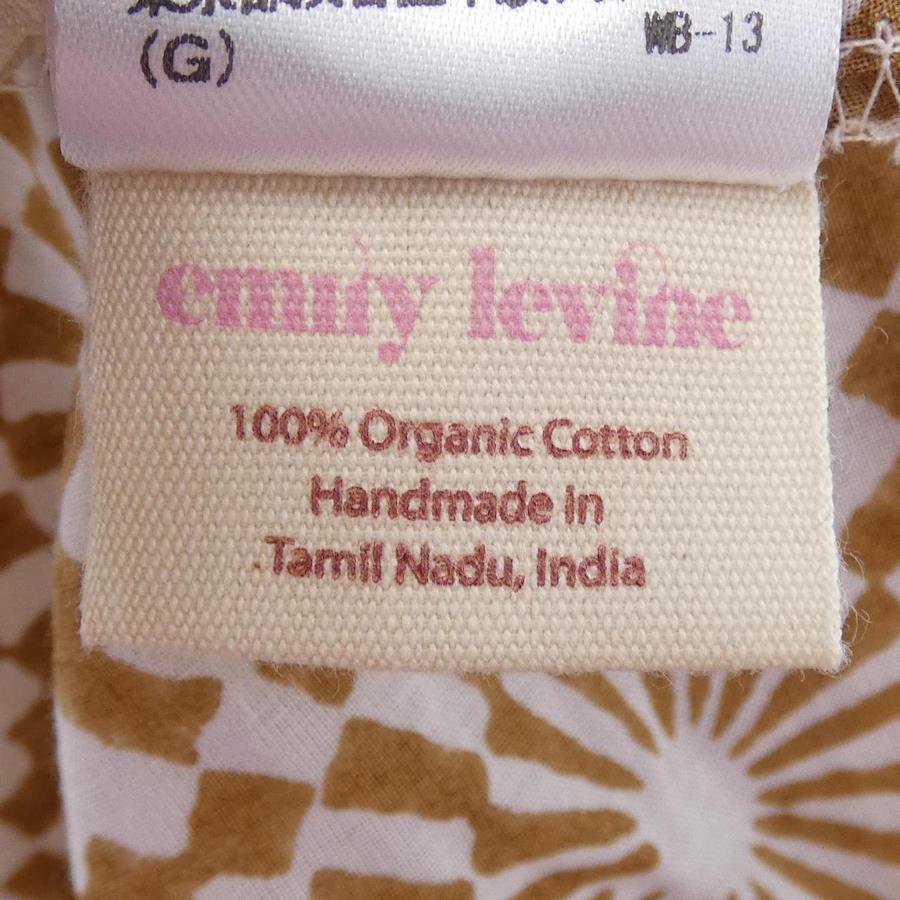 (G)
WB-13
emily levine
100% Organic Cotton
Handmade in
Tamil Nadu, India